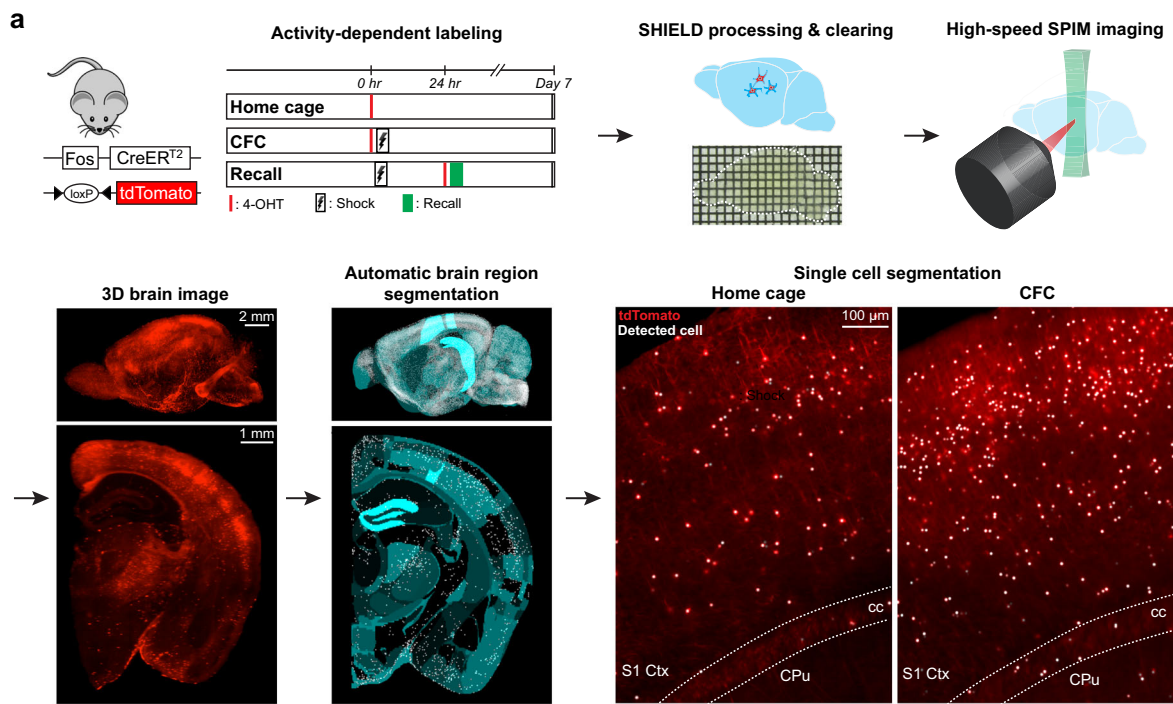 a
Activity-dependent labeling
0 hr
24 hr
Day 7
Home cage
CFC
Recall
: 4-OHT
: Shock
: Recall
Fos
CreERT2
loxP
tdTomato
SHIELD processing & clearing
High-speed SPIM imaging
3D brain image
2 mm
1 mm
Automatic brain region
segmentation
Single cell segmentation
Home cage
CFC
tdTomato
Detected cell
100 µm
Shock
cc
S1 Ctx
CPu
cc
S1 Ctx
CPu